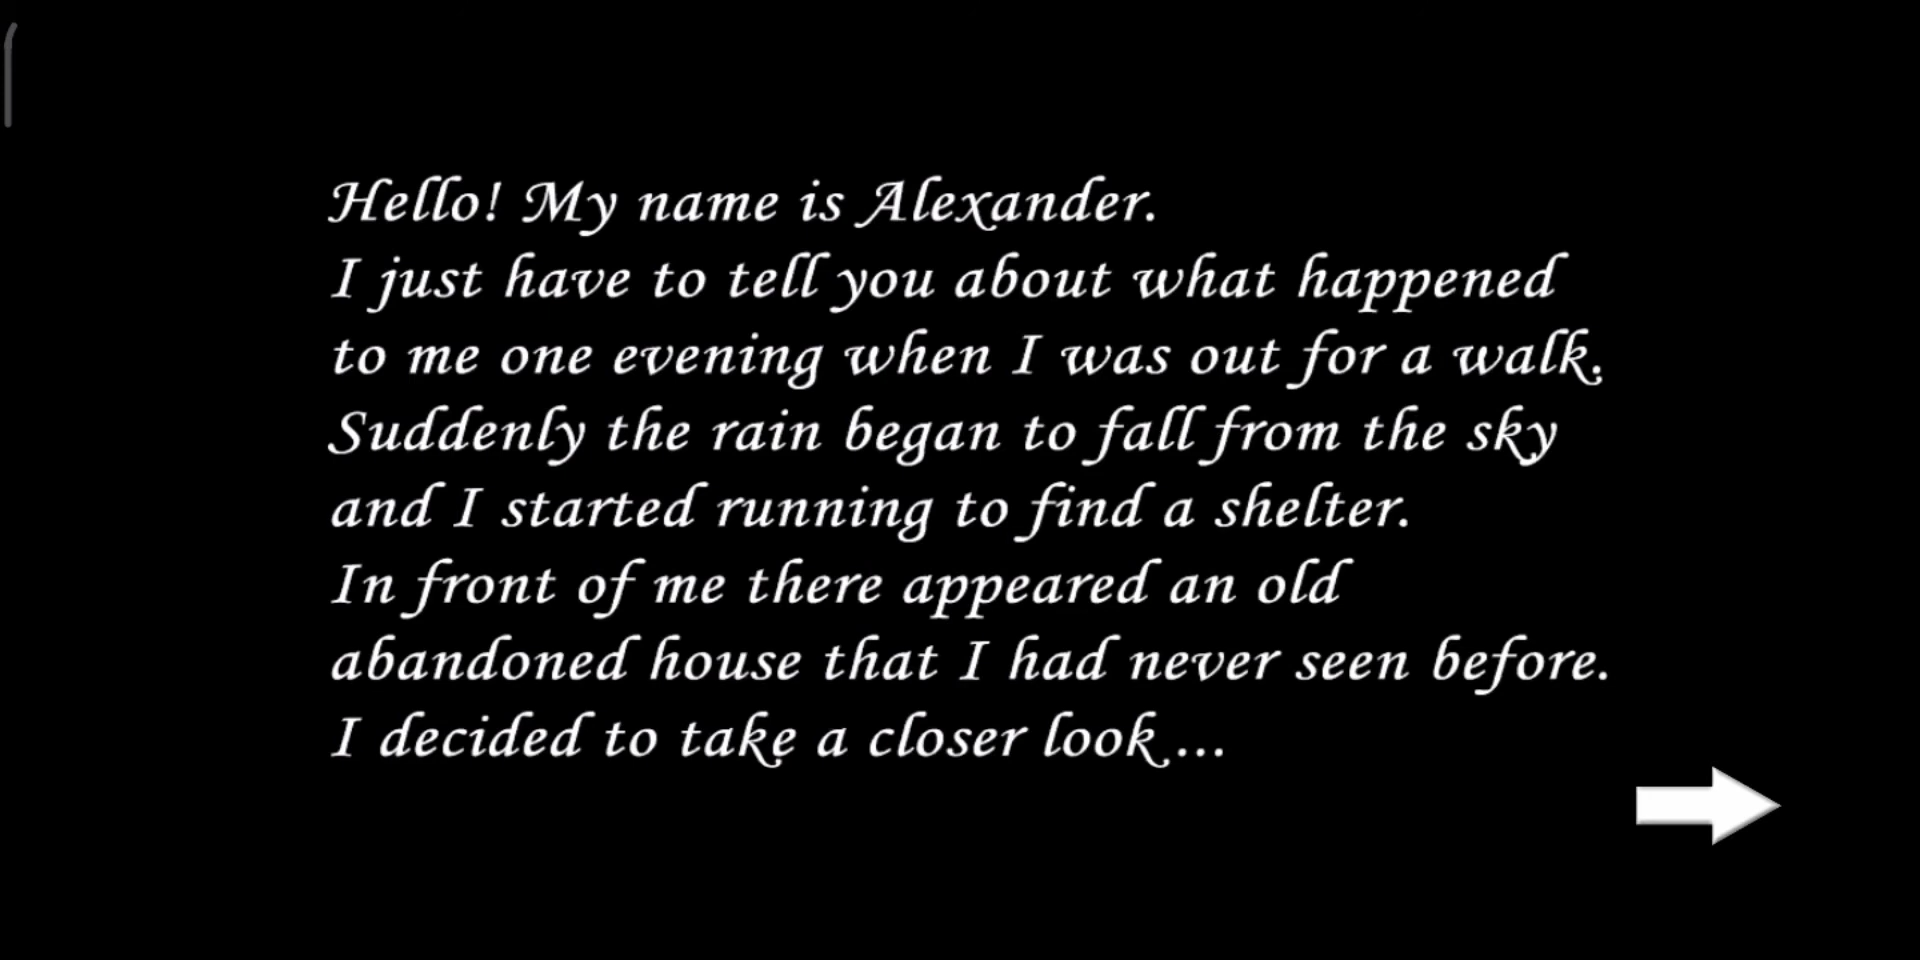 Hello! My name is Alexander.
I just have to tell you about what happened
to me one evening when I was out for a walk.
Suddenly the rain began to fall from the sky
and I started running to find a shelter.
In front of me there appeared an old
abandoned house that I had never seen before.
I decided to take a closer look...